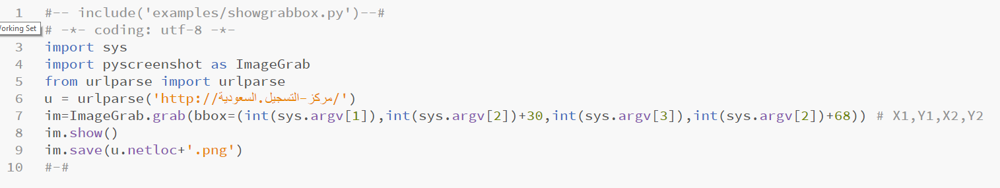 1 #-- include('examples/showgrabbox.py')--#
orking Set
# -*- coding: utf-8 -*-
3 import sys
4 import pyscreenshot as ImageGrab
5 from urlparse import urlparse
6 u = urlparse('http://مركز-التسجيل.السعودية/')
7 im=ImageGrab.grab(bbox=(int(sys.argv[1]),int(sys.argv[2])+30,int(sys.argv[3]),int(sys.argv[2])+68)) # X1,Y1,X2,Y2
8 im.show()
9 im.save(u.netloc+'.png')
10 #-#